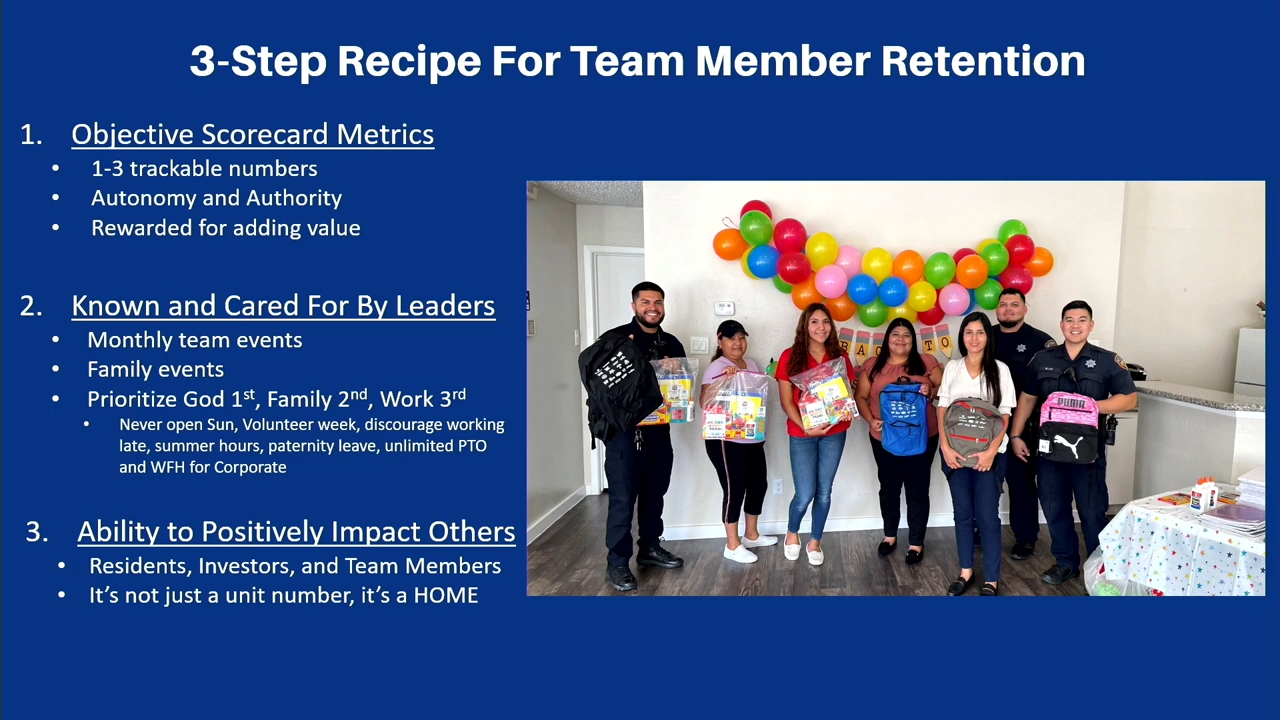 3-Step Recipe For Team Member Retention
1. Objective Scorecard Metrics
• 1-3 trackable numbers
• Autonomy and Authority
• Rewarded for adding value
2. Known and Cared For By Leaders
• Monthly team events
• Family events
• Prioritize God 1st, Family 2nd, Work 3rd
• Never open Sun, Volunteer week, discourage working
late, summer hours, paternity leave, unlimited PTO
and WFH for Corporate
3. Ability to Positively Impact Others
• Residents, Investors, and Team Members
• It's not just a unit number, it's a HOME
BAC TO
PUMA